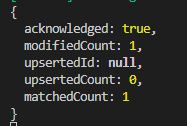 {
  acknowledged: true,
  modifiedCount: 1,
  upsertedId: null,
  upsertedCount: 0,
  matchedCount: 1
}